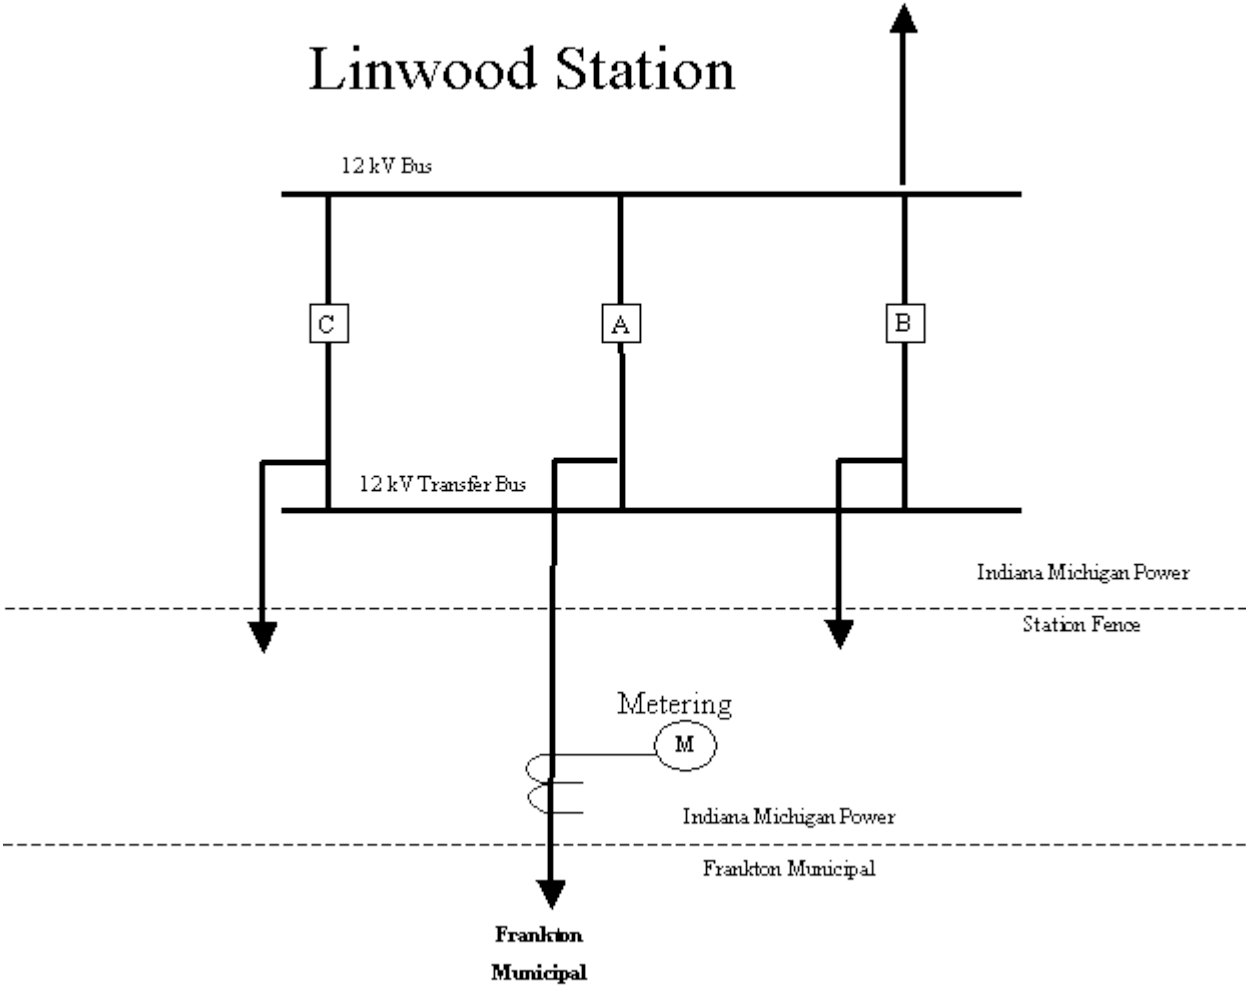 Linwood Station
12 kV Bus
C
A
B
12 kV Transfer Bus
Indiana Michigan Power
Station Fence
Metering
M
Indiana Michigan Power
Frankton Municipal
Frankton
Municipal